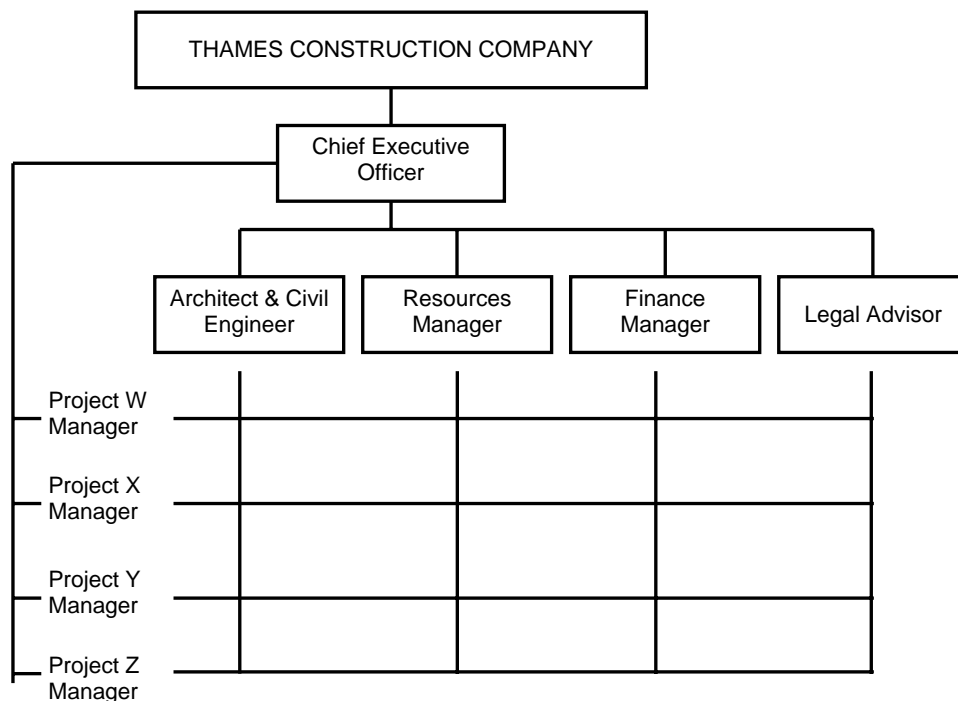 THAMES CONSTRUCTION COMPANY
Chief Executive
Officer
Architect & Civil
Engineer
Resources
Manager
Finance
Manager
Legal Advisor
Project W
Manager
Project X
Manager
Project Y
Manager
Project Z
Manager